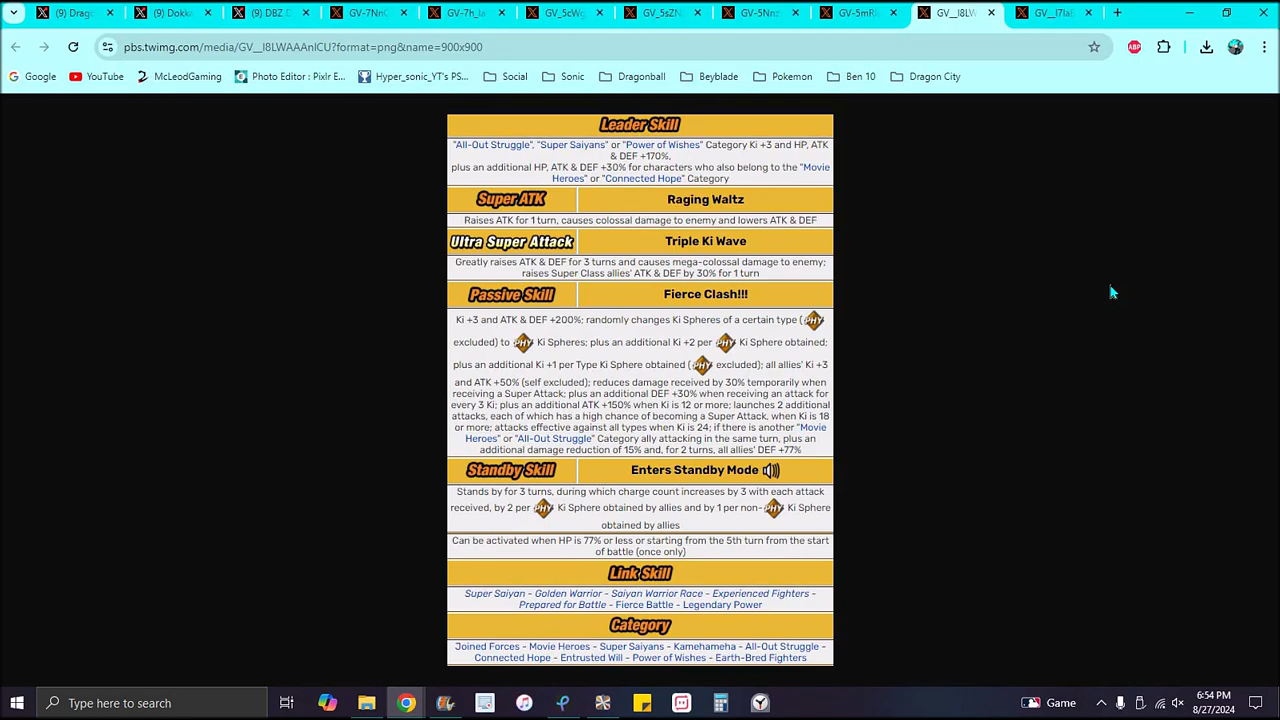 (9) Drag
(9) Dokk
(9) DBZ-D
GV-7NnC
GV-7h_la
GV_5cWg
GV_5sZN
GV-5Nnz
GV-5mRl
GV__I8LW
GV__I7laE
pbs.twimg.com/media/GV__I8LWAAAnICU?format=png&name=900x900
Google
YouTube
McLeodGaming
Photo Editor : Pixlr E...
Hyper_sonic_YT's PS...
Social
Sonic
Dragonball
Beyblade
Pokemon
Ben 10
Dragon City
Leader Skill
"All-Out Struggle", "Super Saiyans" or "Power of Wishes" Category Ki +3 and HP, ATK
& DEF +170%,
plus an additional HP, ATK & DEF +30% for characters who also belong to the "Movie
Heroes" or "Connected Hope" Category
Super ATK
Raging Waltz
Raises ATK for 1 turn, causes colossal damage to enemy and lowers ATK & DEF
Ultra Super Attack
Triple Ki Wave
Greatly raises ATK & DEF for 3 turns and causes mega-colossal damage to enemy;
raises Super Class allies' ATK & DEF by 30% for 1 turn
Passive Skill
Fierce Clash!!!
Ki +3 and ATK & DEF +200%; randomly changes Ki Spheres of a certain type (PHY
excluded) to PHY Ki Spheres; plus an additional Ki +2 per PHY Ki Sphere obtained;
plus an additional Ki +1 per Type Ki Sphere obtained (PHY excluded); all allies' Ki +3
and ATK +50% (self excluded); reduces damage received by 30% temporarily when
receiving a Super Attack; plus an additional DEF +30% when receiving an attack for
every 3 Ki; plus an additional ATK +150% when Ki is 12 or more; launches 2 additional
attacks, each of which has a high chance of becoming a Super Attack, when Ki is 18
or more; attacks effective against all types when Ki is 24; if there is another "Movie
Heroes" or "All-Out Struggle" Category ally attacking in the same turn, plus an
additional damage reduction of 15% and, for 2 turns, all allies' DEF +77%
Standby Skill
Enters Standby Mode
Stands by for 3 turns, during which charge count increases by 3 with each attack
received, by 2 per PHY Ki Sphere obtained by allies and by 1 per non-PHY Ki Sphere
obtained by allies
Can be activated when HP is 77% or less or starting from the 5th turn from the start
of battle (once only)
Link Skill
Super Saiyan - Golden Warrior - Saiyan Warrior Race - Experienced Fighters -
Prepared for Battle - Fierce Battle - Legendary Power
Category
Joined Forces - Movie Heroes - Super Saiyans - Kamehameha - All-Out Struggle -
Connected Hope - Entrusted Will - Power of Wishes - Earth-Bred Fighters
Type here to search
Game
6:54 PM
8/27/2024